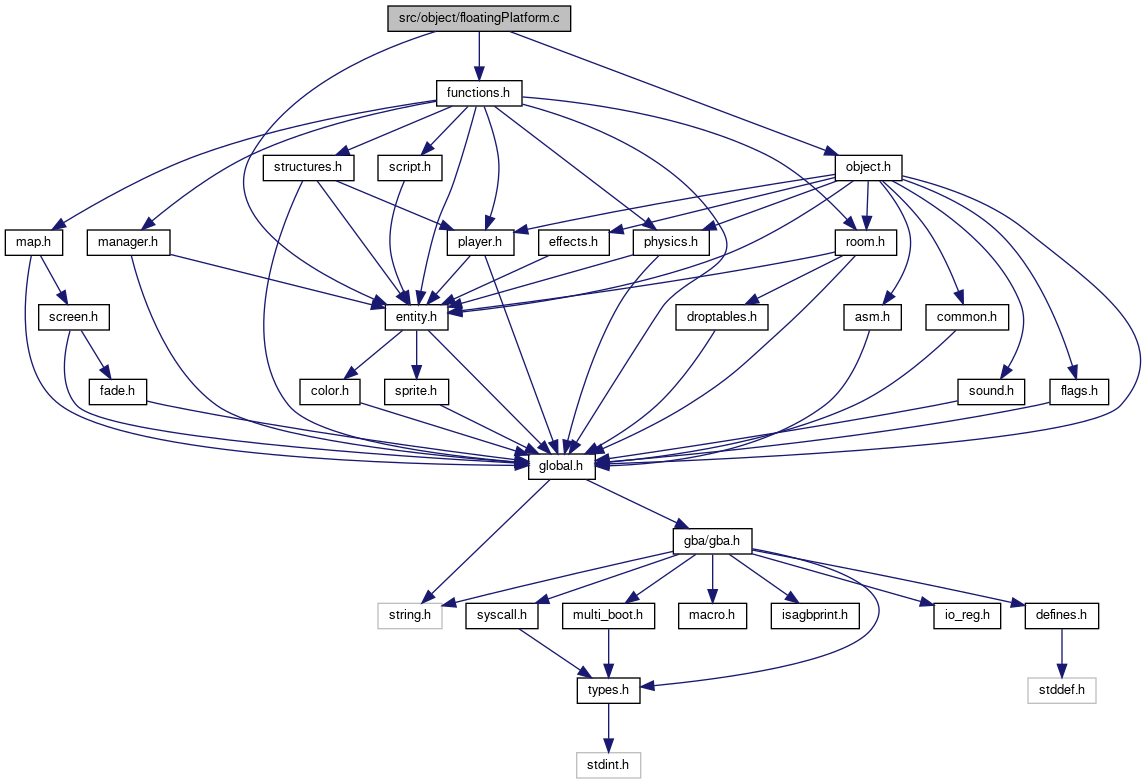 src/object/floatingPlatform.c
functions.h
structures.h
script.h
object.h
map.h
manager.h
player.h
effects.h
physics.h
room.h
screen.h
entity.h
droptables.h
asm.h
common.h
fade.h
color.h
sprite.h
sound.h
flags.h
global.h
gba/gba.h
string.h
syscall.h
multi_boot.h
macro.h
isagbprint.h
io_reg.h
defines.h
types.h
stddef.h
stdint.h